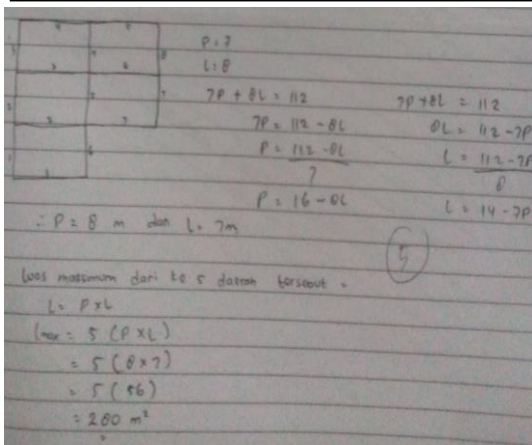 P = 7
l = 8
7P + 8l = 112
7P = 112 - 8l
P = 112 - 8l
7
P = 16 - 8l
7P + 8l = 112
8l = 112 - 7P
l = 112 - 7P
8
l = 14 - 7P
∴ P = 8 m dan l = 7m
5
Luas maksimum dari ke 5 daerah tersebut =
L = P x L
Lmax = 5 (P x L)
= 5 (8 x 7)
= 5 (56)
= 280 m²